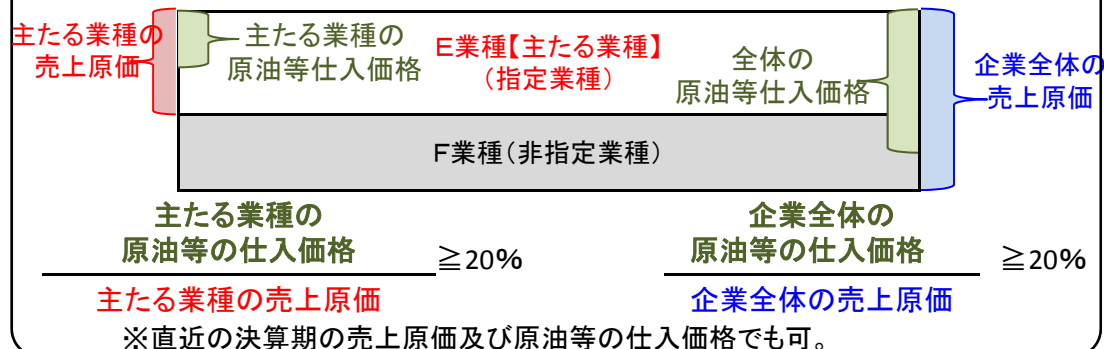 主たる業種の
売上原価
主たる業種の
原油等仕入価格
E業種【主たる業種】
(指定業種)
全体の
原油等仕入価格
企業全体の
売上原価
F業種(非指定業種)
主たる業種の
原油等の仕入価格
≧20%
主たる業種の売上原価
企業全体の
原油等の仕入価格
≧20%
企業全体の売上原価
※直近の決算期の売上原価及び原油等の仕入価格でも可。